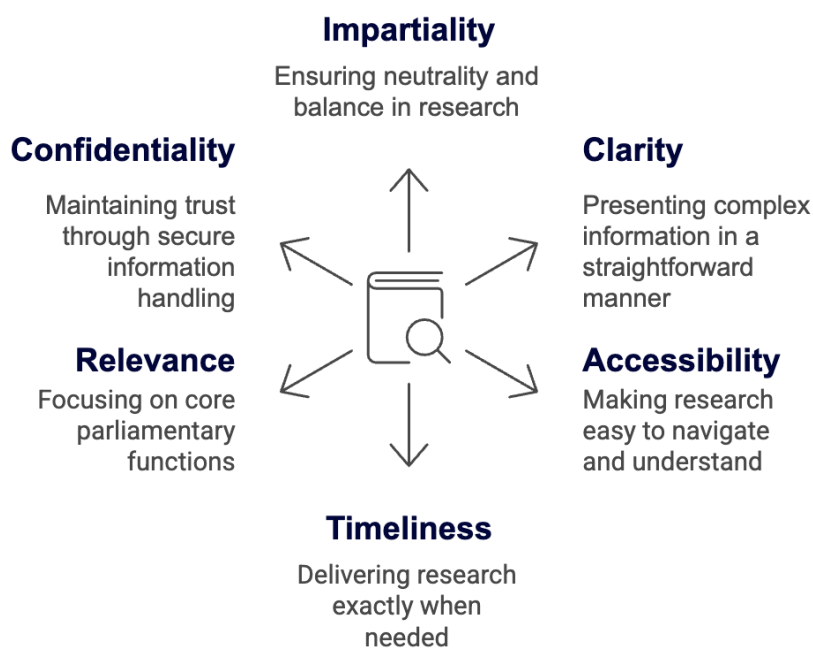 Impartiality
Ensuring neutrality and
balance in research
Confidentiality
Maintaining trust
through secure
information
handling
Clarity
Presenting complex
information in a
straightforward
manner
Relevance
Focusing on core
parliamentary
functions
Accessibility
Making research
easy to navigate
and understand
Timeliness
Delivering research
exactly when
needed